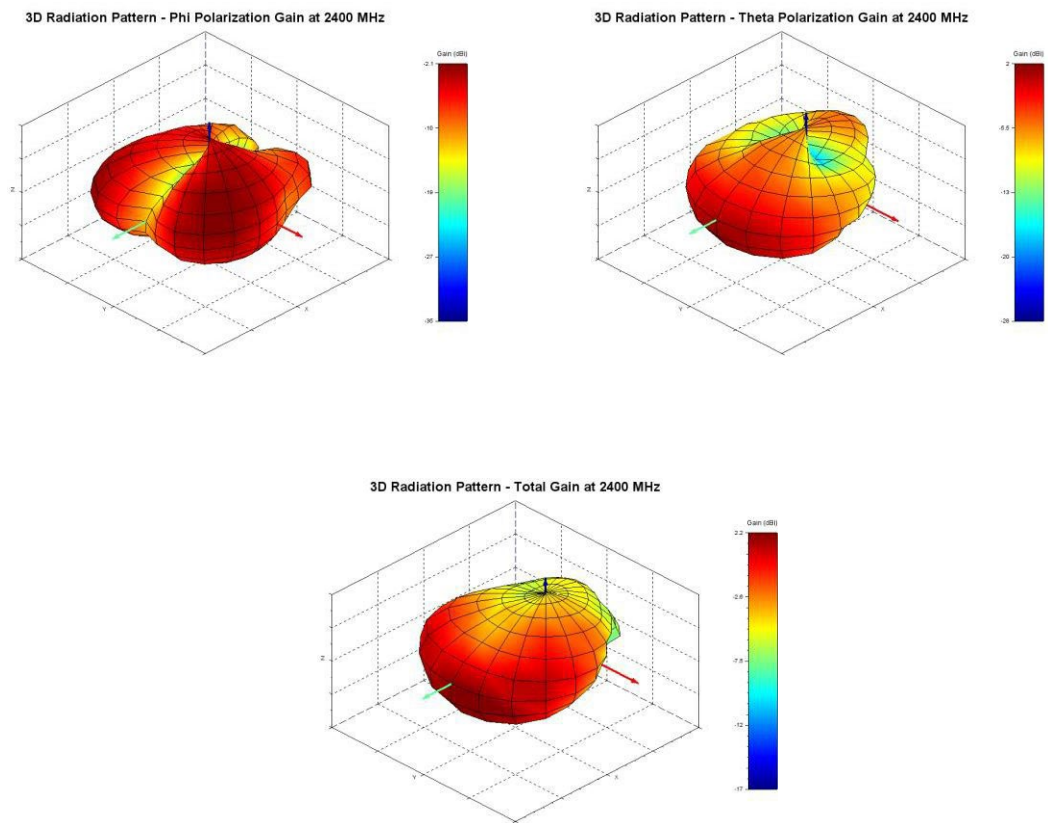 3D Radiation Pattern - Phi Polarization Gain at 2400 MHz
Gain (dBi)
-2.1
-10
-19
-27
-36
Z
Y
X
3D Radiation Pattern - Theta Polarization Gain at 2400 MHz
Gain (dBi)
2
-5.5
-13
-20
-28
Z
Y
X
3D Radiation Pattern - Total Gain at 2400 MHz
Gain (dBi)
2.2
-2.6
-12
-17
Z
Y
X